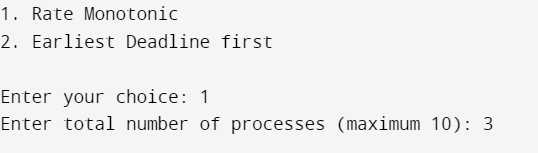 1. Rate Monotonic
2. Earliest Deadline first
Enter your choice: 1
Enter total number of processes (maximum 10): 3